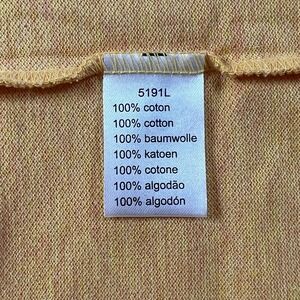 5191L
100% coton
100% cotton
100% baumwolle
100% katoen
100% cotone
100% algodão
100% algodón